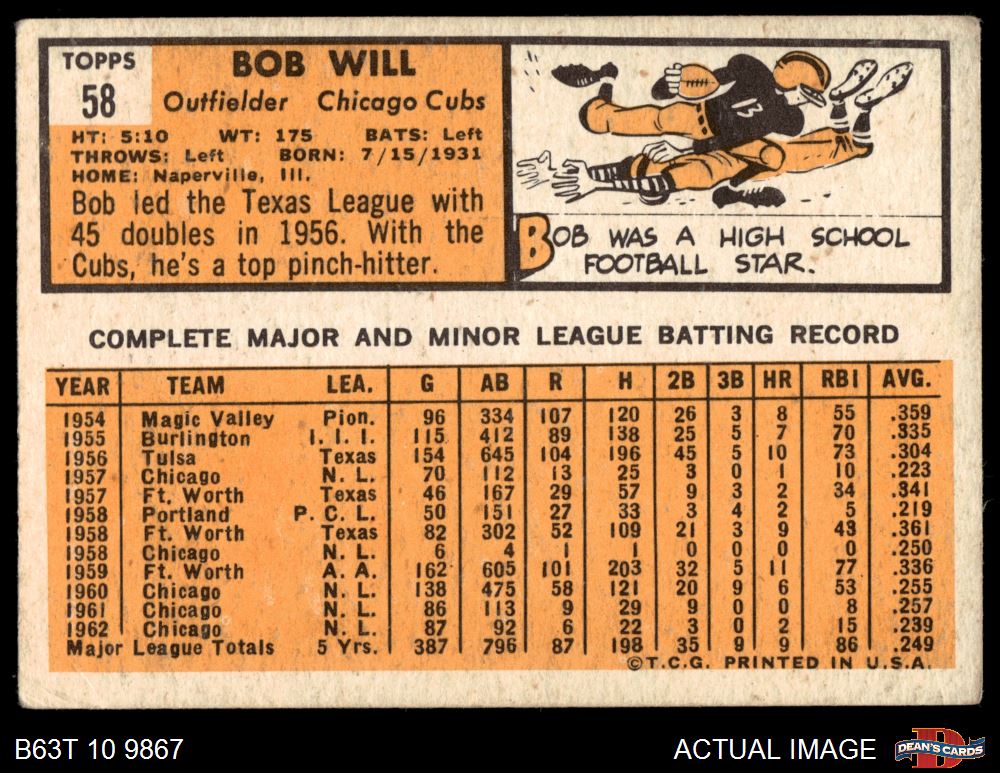 TOPPS
58
BOB WILL
Outfielder Chicago Cubs
HT: 5:10 WT: 175 BATS: Left
THROWS: Left BORN: 7/15/1931
HOME: Naperville, Ill.
Bob led the Texas League with
45 doubles in 1956. With the
Cubs, he's a top pinch-hitter.
13
BOB WAS A HIGH SCHOOL
FOOTBALL STAR.
COMPLETE MAJOR AND MINOR LEAGUE BATTING RECORD
YEAR TEAM LEA. G AB R H 2B 3B HR RBI AVG.
1954 Magic Valley Pion. 96 334 107 120 26 3 8 55 .359
1955 Burlington I. I. I. 115 412 89 138 25 5 7 70 .335
1956 Tulsa Texas 154 645 104 196 45 5 10 73 .304
1957 Chicago N. L. 70 112 13 25 3 0 1 10 .223
1957 Ft. Worth Texas 46 167 29 57 9 3 2 34 .341
1958 Portland P. C. L. 50 151 27 33 3 4 2 5 .219
1958 Ft. Worth Texas 82 302 52 109 21 3 9 43 .361
1958 Chicago N. L. 6 4 1 1 0 0 0 0 .250
1959 Ft. Worth A. A. 162 605 101 203 32 5 11 77 .336
1960 Chicago N. L. 138 475 58 121 20 9 6 53 .255
1961 Chicago N. L. 86 113 9 29 9 0 0 8 .257
1962 Chicago N. L. 87 92 6 22 3 0 2 15 .239
Major League Totals 5 Yrs. 387 796 87 198 35 9 9 86 .249
©T.C.G. PRINTED IN U.S.A.
B63T 10 9867
ACTUAL IMAGE
D
DEAN'S CARDS